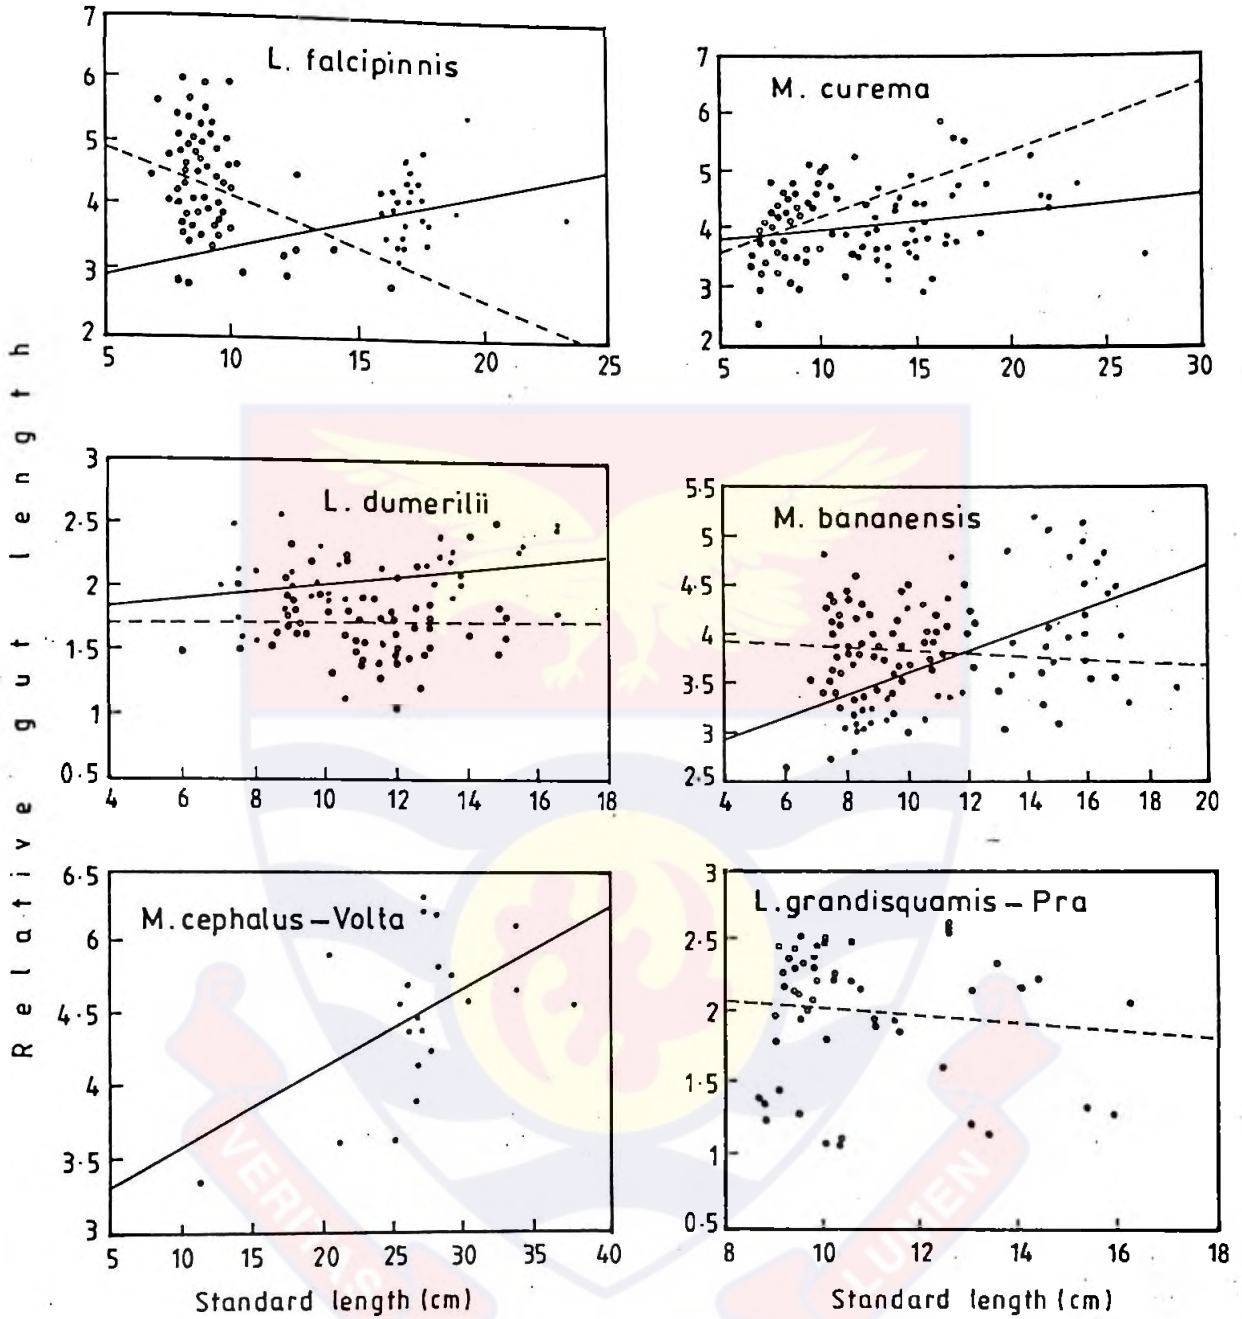 Relative gut length
L. falcipinnis
7
6
5
4
3
2
5 10 15 20 25
M. curema
7
6
5
4
3
2
5 10 15 20 25 30
L. dumerilii
3
2·5
2
1·5
1
0·5
4 6 8 10 12 14 16 18
M. bananensis
5·5
5
4·5
4
3·5
3
2·5
4 6 8 10 12 14 16 18 20
M. cephalus – Volta
6·5
6
4·5
4
3·5
3
5 10 15 20 25 30 35 40
Standard length (cm)
L. grandisquamis – Pra
3
2·5
2
1·5
1
0·5
8 10 12 14 16 18
Standard length (cm)
VERITAS
LUMEN